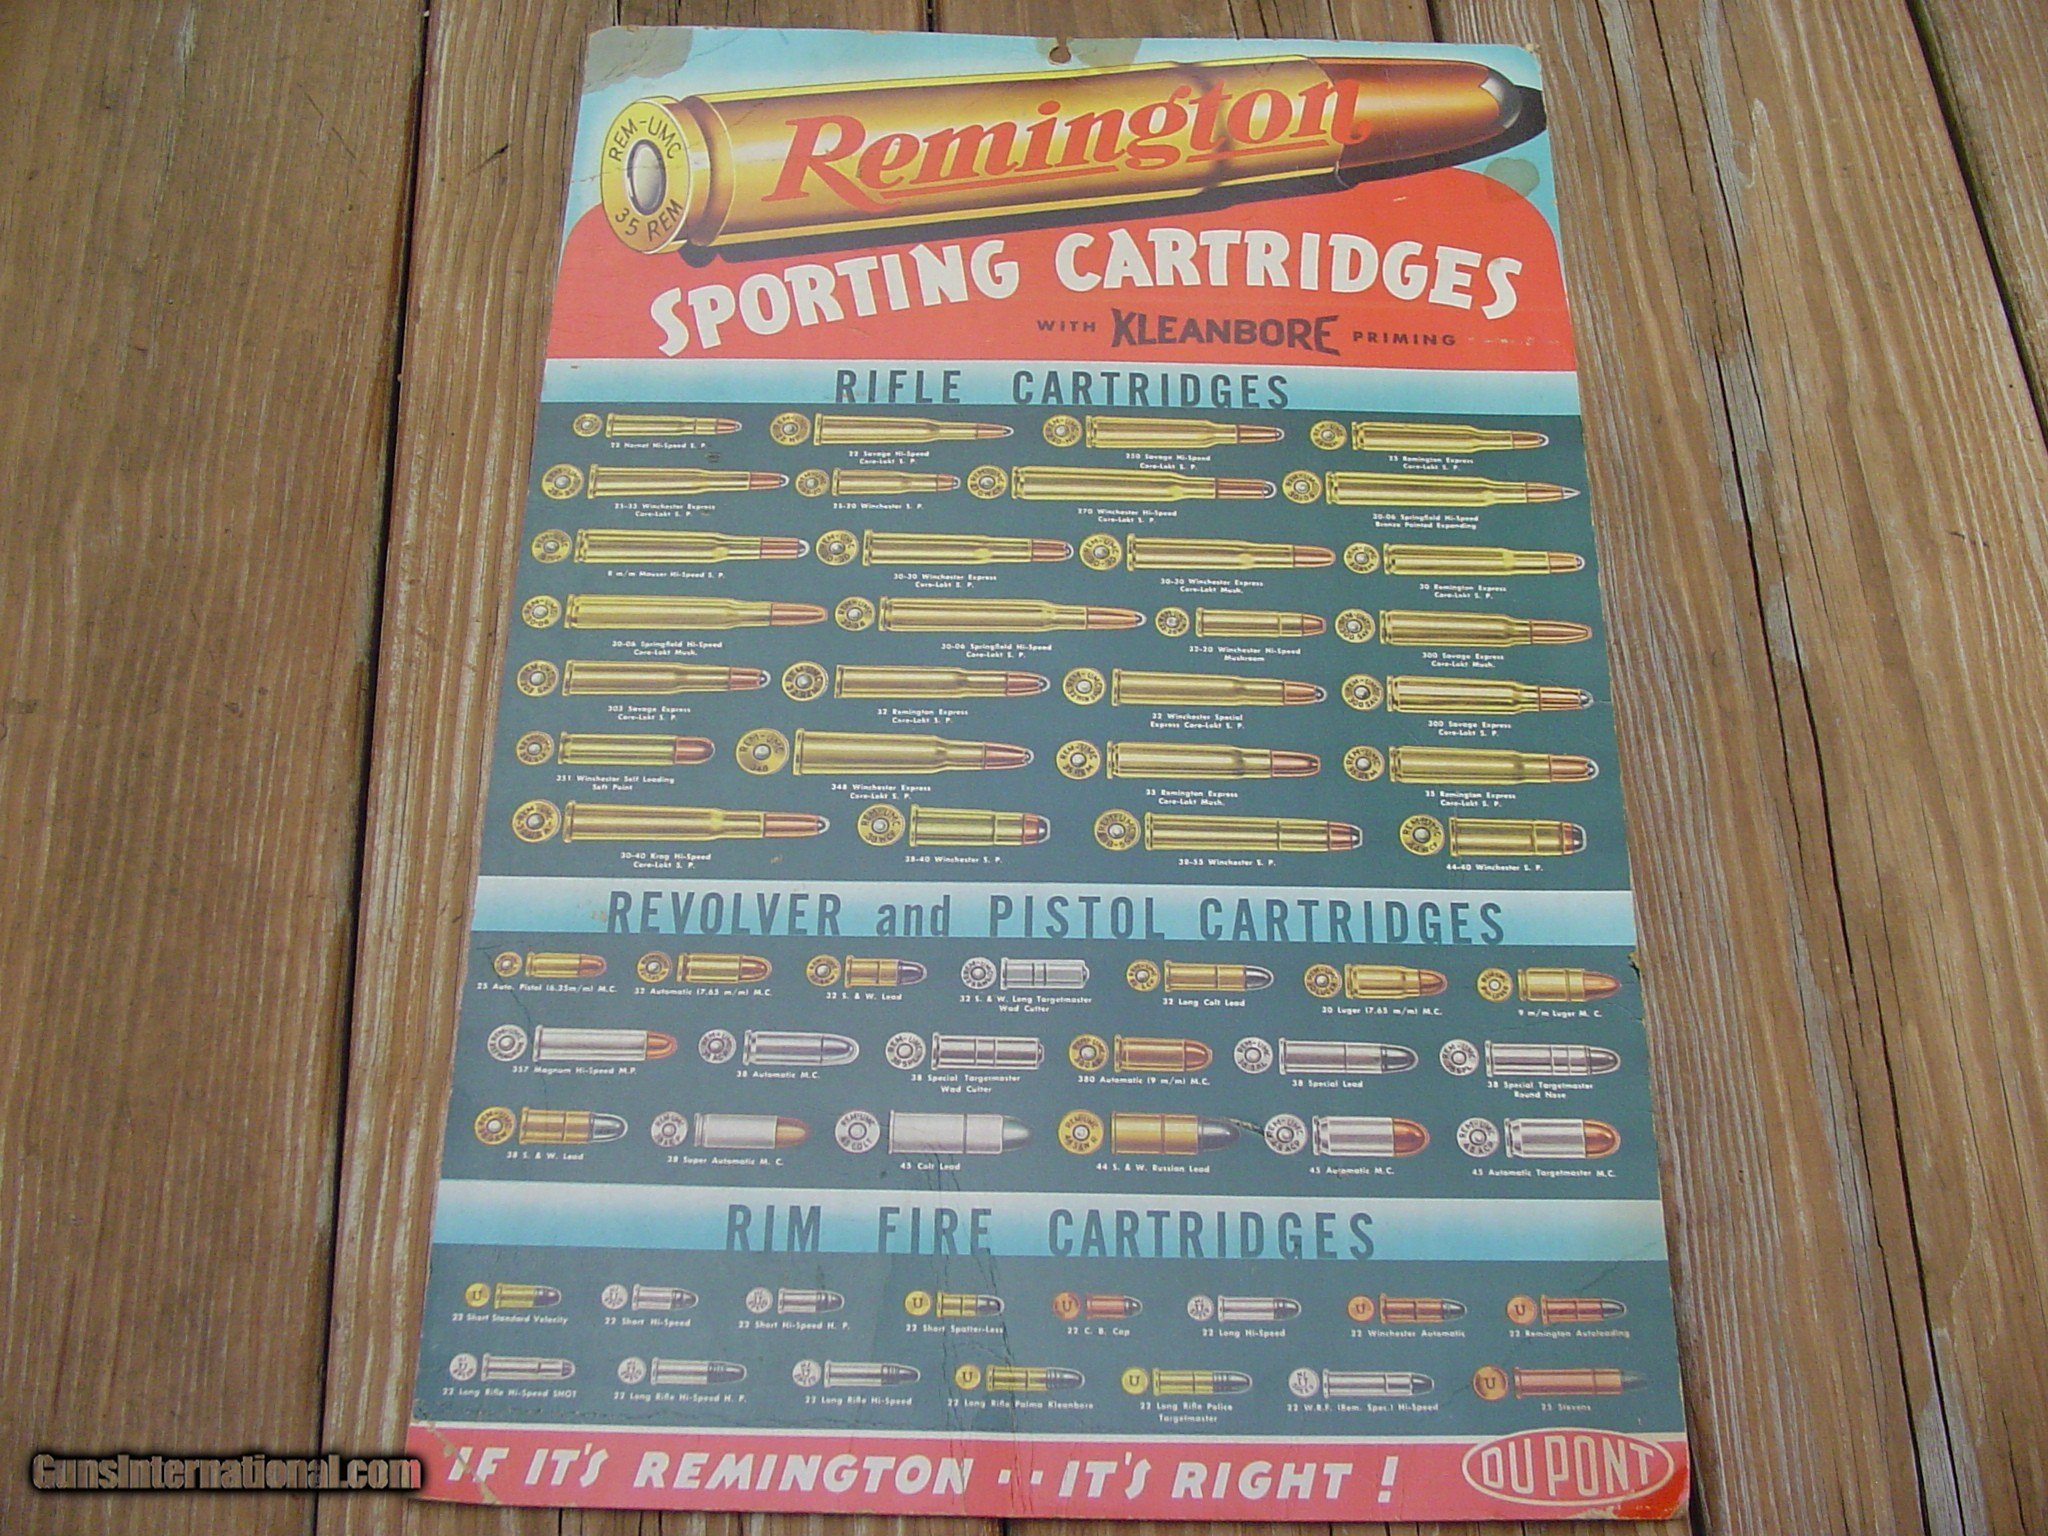 REM-UMC
35 REM
Remington
SPORTING CARTRIDGES
WITH KLEANBORE PRIMING
RIFLE CARTRIDGES
22 Hornet Hi-Speed S. P.
22 Savage Hi-Speed
Core-Lokt S. P.
250 Savage Hi-Speed
Core-Lokt S. P.
25 Remington Express
Core-Lokt S. P.
25-35 Winchester Express
Core-Lokt S. P.
25-20 Winchester S. P.
270 Winchester Hi-Speed
Core-Lokt S. P.
30-06 Springfield Hi-Speed
Bronze Pointed Expanding
8 m/m Mauser Hi-Speed S. P.
30-30 Winchester Express
Core-Lokt S. P.
30-30 Winchester Express
Core-Lokt Mush.
30 Remington Express
Core-Lokt S. P.
30-06 Springfield Hi-Speed
Core-Lokt Mush.
30-06 Springfield Hi-Speed
Core-Lokt S. P.
32-20 Winchester Hi-Speed
Mushroom
300 Savage Express
Core-Lokt Mush.
303 Savage Express
Core-Lokt S. P.
32 Remington Express
Core-Lokt S. P.
32 Winchester Special
Express Core-Lokt S. P.
300 Savage Express
Core-Lokt S. P.
351 Winchester Self Loading
Soft Point
348 Winchester Express
Core-Lokt S. P.
35 Remington Express
Core-Lokt Mush.
35 Remington Express
Core-Lokt S. P.
30-40 Krag Hi-Speed
Core-Lokt S. P.
38-40 Winchester S. P.
38-55 Winchester S. P.
44-40 Winchester S. P.
REVOLVER and PISTOL CARTRIDGES
25 Auto. Pistol (6.35m/m) M.C.
32 Automatic (7.65 m/m) M.C.
32 S. & W. Lead
32 S. & W. Long Targetmaster
Wad Cutter
32 Long Colt Lead
30 Luger (7.65 m/m) M.C.
9 m/m Luger M. C.
357 Magnum Hi-Speed M.P.
38 Automatic M.C.
38 Special Targetmaster
Wad Cutter
380 Automatic (9 m/m) M.C.
38 Special Lead
38 Special Targetmaster
Round Nose
38 S. & W. Lead
38 Super Automatic M. C.
45 Colt Lead
44 S. & W. Russian Lead
45 Automatic M.C.
45 Automatic Targetmaster M.C.
RIM FIRE CARTRIDGES
22 Short Standard Velocity
22 Short Hi-Speed
22 Short Hi-Speed H. P.
22 Short Spatter-Less
22 C. B. Cap
22 Long Hi-Speed
22 Winchester Automatic
22 Remington Autoloading
22 Long Rifle Hi-Speed SHOT
22 Long Rifle Hi-Speed H. P.
22 Long Rifle Hi-Speed
22 Long Rifle Palma Kleanbore
22 Long Rifle Police
Targetmaster
22 W.R.F. (Rem. Spec.) Hi-Speed
25 Stevens
IF IT'S REMINGTON · · IT'S RIGHT !
DU PONT
GunsInternational.com